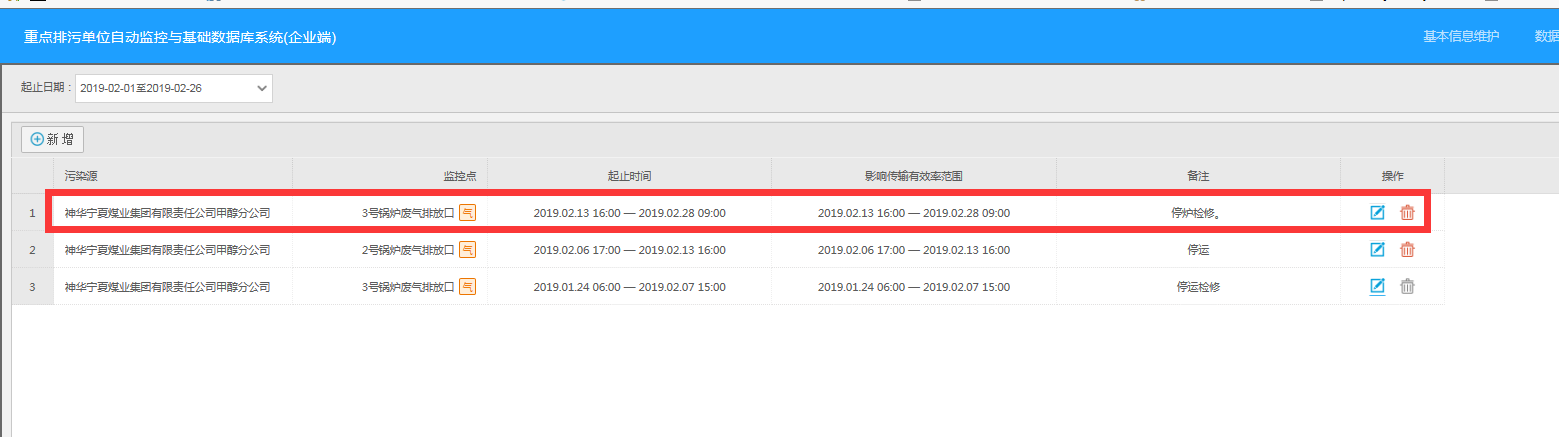 重点排污单位自动监控与基础数据库系统(企业端)
基本信息维护
数据
起止日期：
2019-02-01至2019-02-26
新 增
污染源 监控点 起止时间 影响传输有效率范围 备注 操作
1 神华宁夏煤业集团有限责任公司甲醇分公司 3号锅炉废气排放口 气 2019.02.13 16:00 — 2019.02.28 09:00 2019.02.13 16:00 — 2019.02.28 09:00 停炉检修。
2 神华宁夏煤业集团有限责任公司甲醇分公司 2号锅炉废气排放口 气 2019.02.06 17:00 — 2019.02.13 16:00 2019.02.06 17:00 — 2019.02.13 16:00 停运
3 神华宁夏煤业集团有限责任公司甲醇分公司 3号锅炉废气排放口 气 2019.01.24 06:00 — 2019.02.07 15:00 2019.01.24 06:00 — 2019.02.07 15:00 停运检修